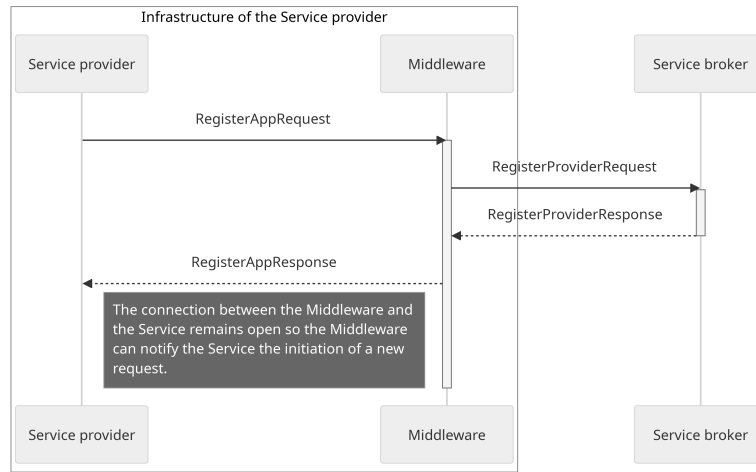 Infrastructure of the Service provider
Service provider
Middleware
Service broker
RegisterAppRequest
RegisterProviderRequest
RegisterProviderResponse
RegisterAppResponse
The connection between the Middleware and
the Service remains open so the Middleware
can notify the Service the initiation of a new
request.
Service provider
Middleware
Service broker